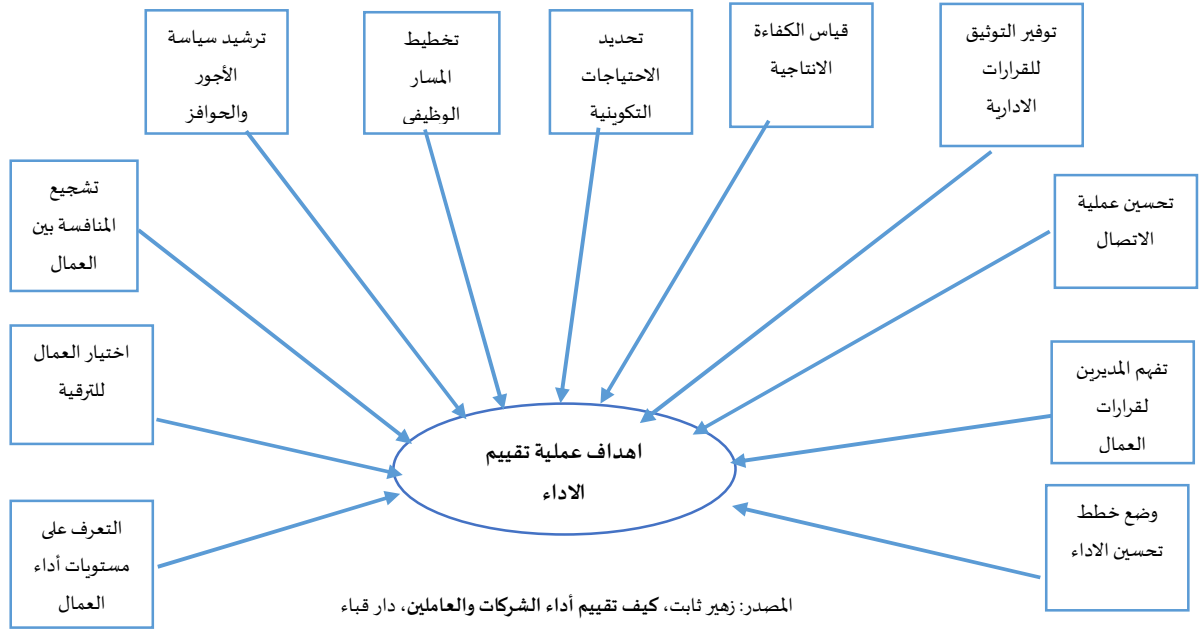 توفير التوثيق
للقرارات
الادارية
قياس الكفاءة
الانتاجية
تحديد
الاحتياجات
التكوينية
تخطيط
المسار
الوظيفي
ترشيد سياسة
الأجور
والحوافز
تحسين عملية
الاتصال
تشجيع
المنافسة بين
العمال
تفهم المديرين
لقرارات
العمال
اختيار العمال
للترقية
اهداف عملية تقييم
الاداء
وضع خطط
تحسين الاداء
التعرف على
مستويات أداء
العمال
المصدر: زهير ثابت، كيف تقييم أداء الشركات والعاملين، دار قباء